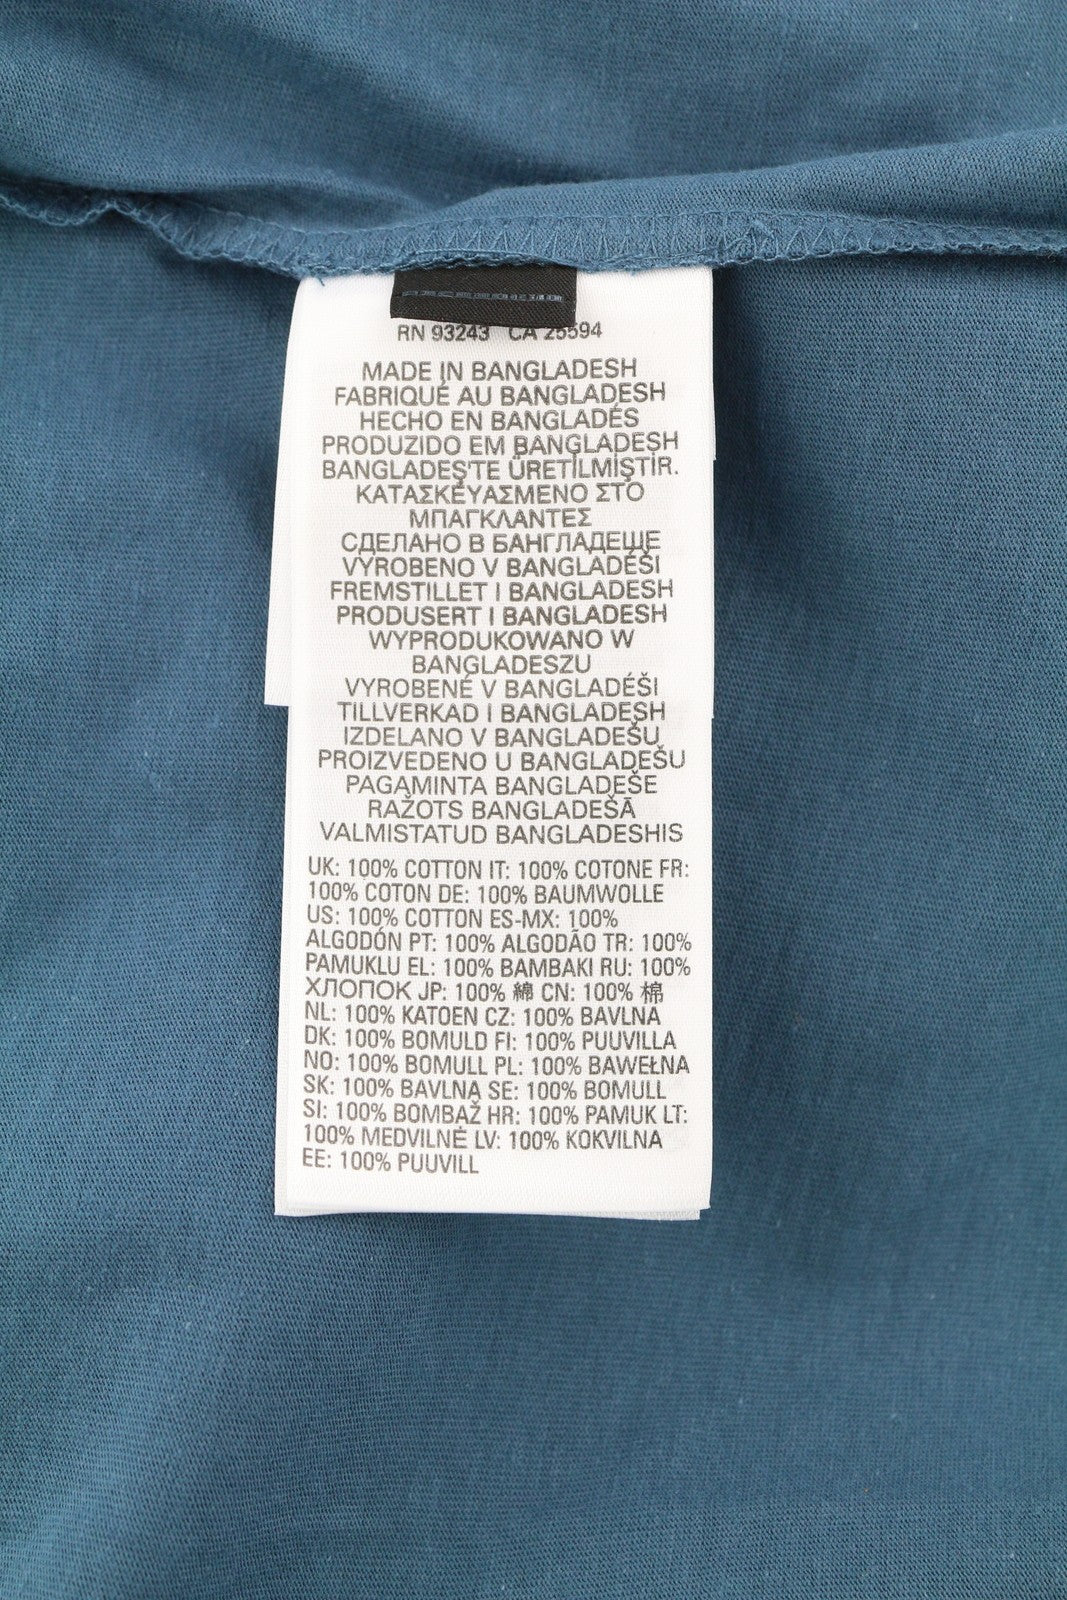 RN 93243 CA 25594
MADE IN BANGLADESH
FABRIQUÉ AU BANGLADESH
HECHO EN BANGLADÉS
PRODUZIDO EM BANGLADESH
BANGLADEŞ'TE ÜRETİLMİŞTİR.
ΚΑΤΑΣΚΕΥΑΣΜΕΝΟ ΣΤΟ
ΜΠΑΓΚΛΑΝΤΕΣ
СДЕЛАНО В БАНГЛАДЕШЕ
VYROBENO V BANGLADÉŠI
FREMSTILLET I BANGLADESH
PRODUSERT I BANGLADESH
WYPRODUKOWANO W
BANGLADESZU
VYROBENÉ V BANGLADÉŠI
TILLVERKAD I BANGLADESH
IZDELANO V BANGLADEŠU
PROIZVEDENO U BANGLADEŠU
PAGAMINTA BANGLADEŠE
RAŽOTS BANGLADEŠĀ
VALMISTATUD BANGLADESHIS
UK: 100% COTTON IT: 100% COTONE FR:
100% COTON DE: 100% BAUMWOLLE
US: 100% COTTON ES-MX: 100%
ALGODÓN PT: 100% ALGODÃO TR: 100%
PAMUKLU EL: 100% ΒΑΜΒΑΚΙ RU: 100%
ХЛОПОК JP: 100% 綿 CN: 100% 棉
NL: 100% KATOEN CZ: 100% BAVLNA
DK: 100% BOMULD FI: 100% PUUVILLA
NO: 100% BOMULL PL: 100% BAWEŁNA
SK: 100% BAVLNA SE: 100% BOMULL
SI: 100% BOMBAŽ HR: 100% PAMUK LT:
100% MEDVILNĖ LV: 100% KOKVILNA
EE: 100% PUUVILL